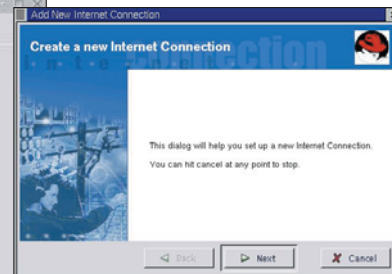 Add New Internet Connection
Create a new Internet Connection
This dialog will help you set up a new Internet Connection.
You can hit cancel at any point to stop.
Back
Next
Cancel